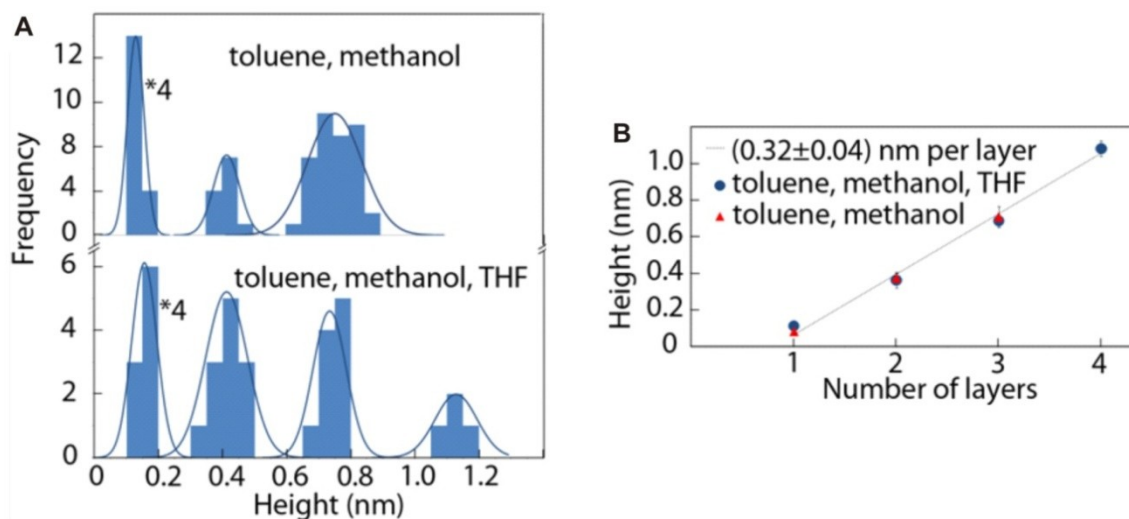 A
toluene, methanol
*4
Frequency
12
10
8
4
0
toluene, methanol, THF
*4
6
4
2
0
0 0.2 0.4 0.6 0.8 1.0 1.2
Height (nm)
B
(0.32±0.04) nm per layer
toluene, methanol, THF
toluene, methanol
Height (nm)
1.0
0.8
0.6
0.4
0.2
0
1 2 3 4
Number of layers